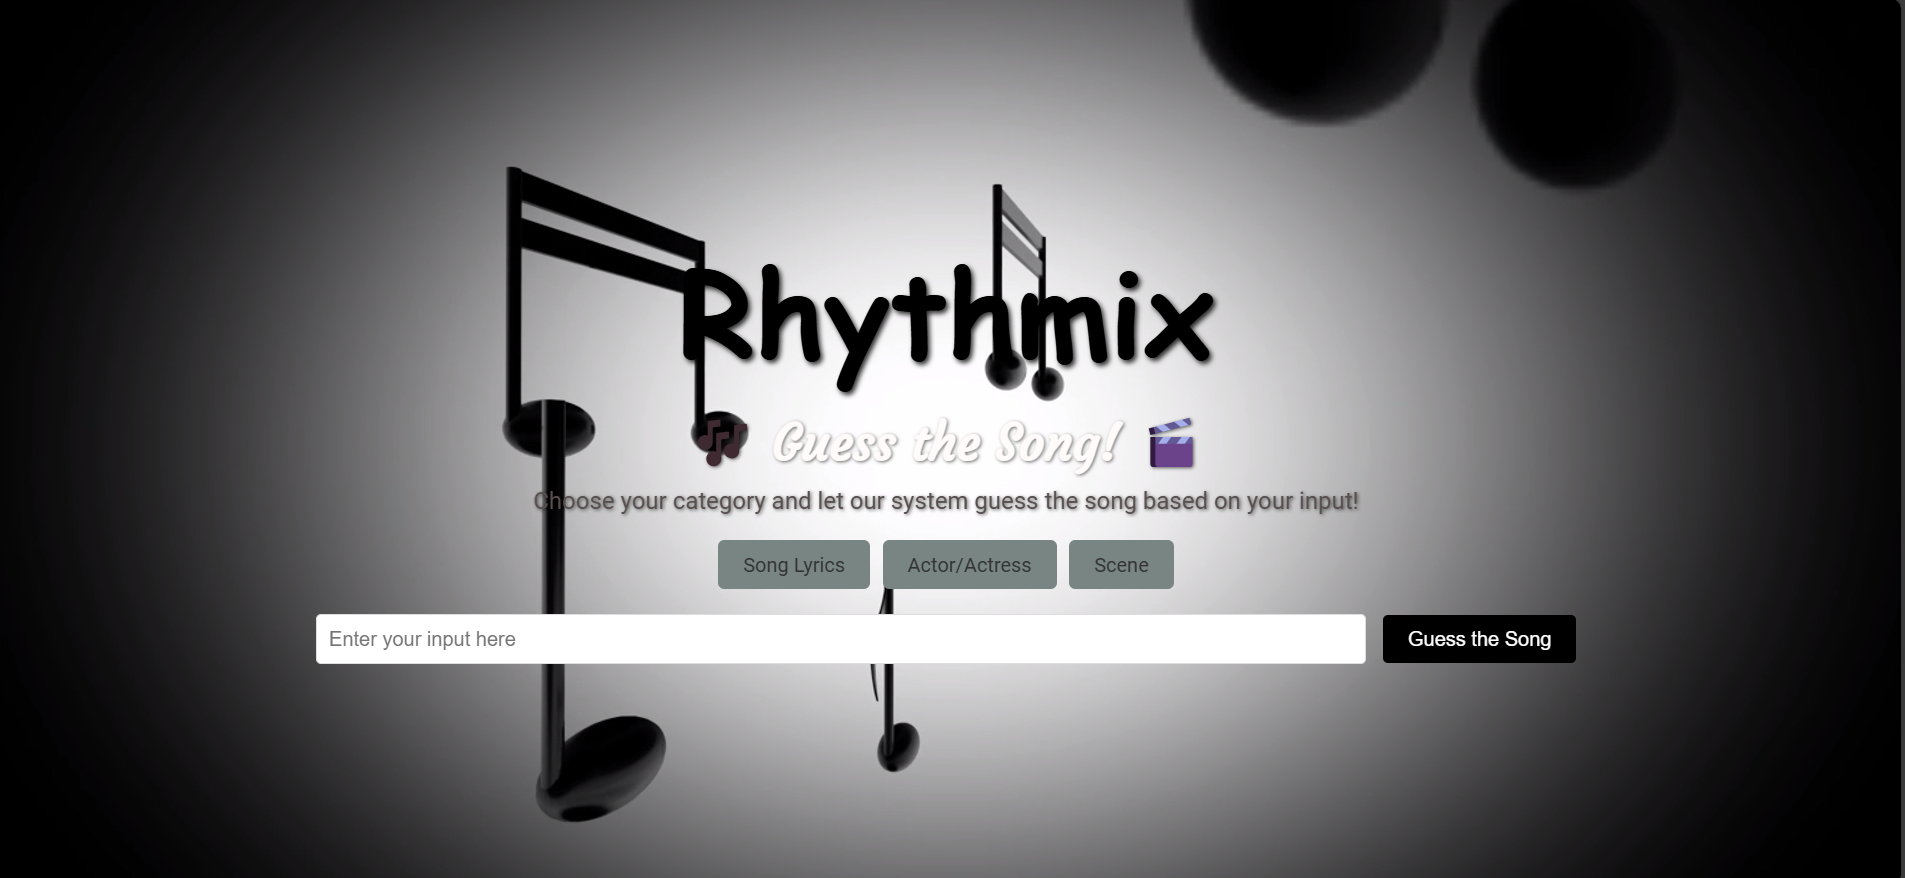 Rhythmix
🎶 Guess the Song! 🎬
Choose your category and let our system guess the song based on your input!
Song Lyrics Actor/Actress Scene
Enter your input here Guess the Song